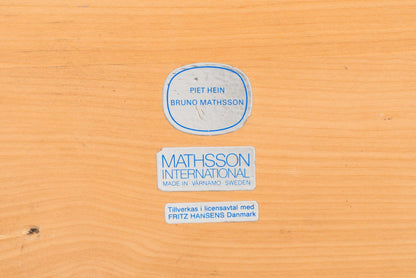 PIET HEIN
BRUNO MATHSSON
MATHSSON
INTERNATIONAL
MADE IN VÄRNAMO SWEDEN
Tillverkas i licensavtal med
FRITZ HANSENS Danmark